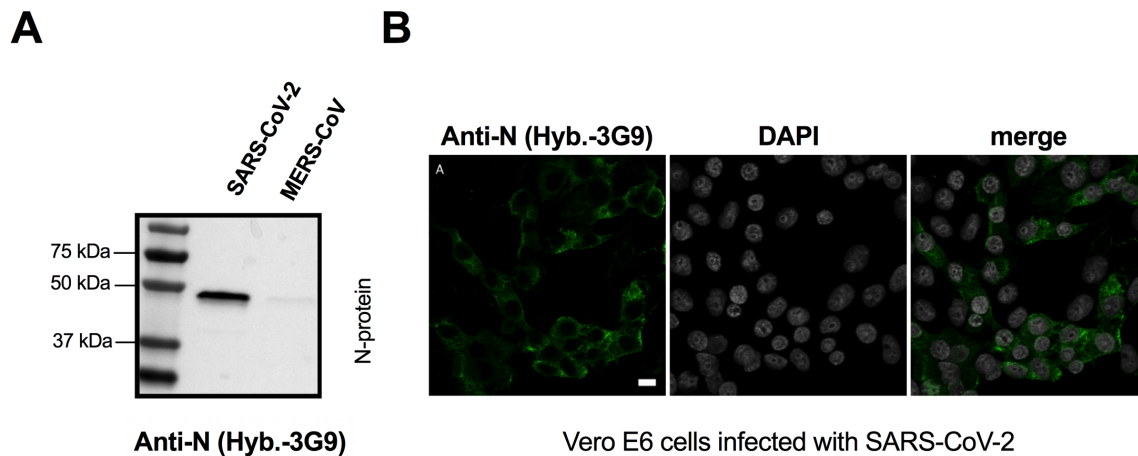 A
SARS-CoV-2
MERS-CoV
75 kDa
50 kDa
37 kDa
N-protein
Anti-N (Hyb.-3G9)
B
Anti-N (Hyb.-3G9)
DAPI
merge
A
Vero E6 cells infected with SARS-CoV-2